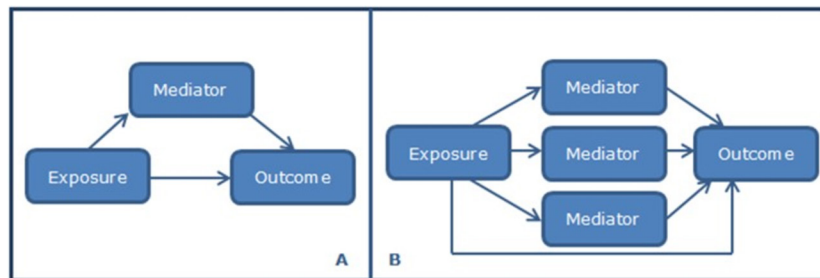 Mediator
Exposure
Outcome
A
Mediator
Exposure
Mediator
Outcome
Mediator
B